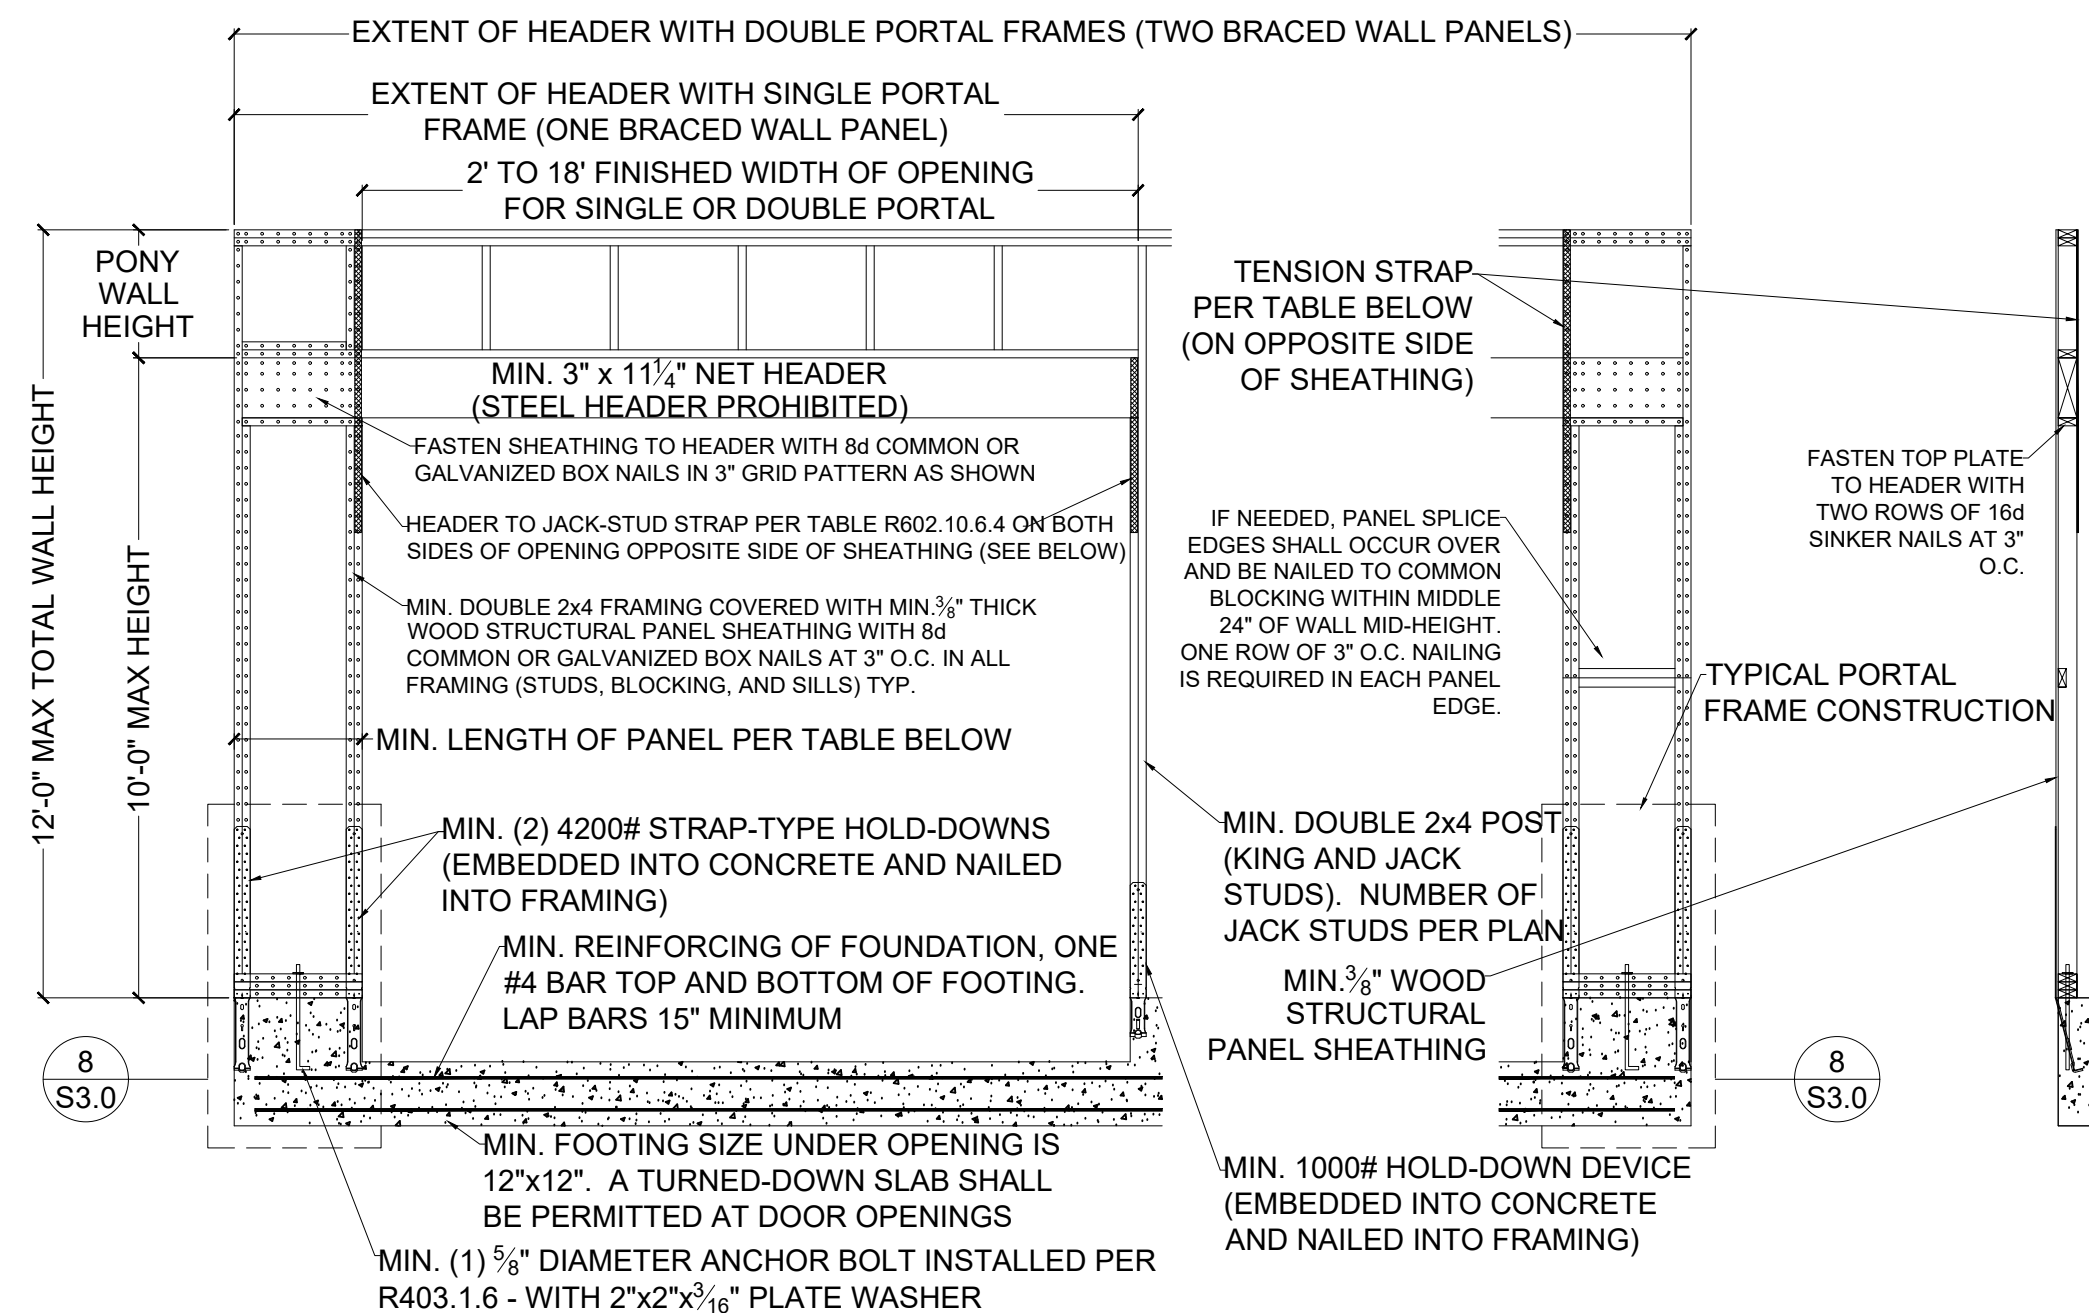 EXTENT OF HEADER WITH DOUBLE PORTAL FRAMES (TWO BRACED WALL PANELS)
EXTENT OF HEADER WITH SINGLE PORTAL
FRAME (ONE BRACED WALL PANEL)
2' TO 18' FINISHED WIDTH OF OPENING
FOR SINGLE OR DOUBLE PORTAL
PONY
WALL
HEIGHT
12'-0" MAX TOTAL WALL HEIGHT
10'-0" MAX HEIGHT
MIN. 3" x 11¼" NET HEADER
(STEEL HEADER PROHIBITED)
FASTEN SHEATHING TO HEADER WITH 8d COMMON OR
GALVANIZED BOX NAILS IN 3" GRID PATTERN AS SHOWN
HEADER TO JACK-STUD STRAP PER TABLE R602.10.6.4 ON BOTH
SIDES OF OPENING OPPOSITE SIDE OF SHEATHING (SEE BELOW)
MIN. DOUBLE 2x4 FRAMING COVERED WITH MIN.⅜" THICK
WOOD STRUCTURAL PANEL SHEATHING WITH 8d
COMMON OR GALVANIZED BOX NAILS AT 3" O.C. IN ALL
FRAMING (STUDS, BLOCKING, AND SILLS) TYP.
MIN. LENGTH OF PANEL PER TABLE BELOW
MIN. (2) 4200# STRAP-TYPE HOLD-DOWNS
(EMBEDDED INTO CONCRETE AND NAILED
INTO FRAMING)
MIN. REINFORCING OF FOUNDATION, ONE
#4 BAR TOP AND BOTTOM OF FOOTING.
LAP BARS 15" MINIMUM
8
S3.0
MIN. FOOTING SIZE UNDER OPENING IS
12"x12". A TURNED-DOWN SLAB SHALL
BE PERMITTED AT DOOR OPENINGS
MIN. (1) ⅝" DIAMETER ANCHOR BOLT INSTALLED PER
R403.1.6 - WITH 2"x2"x3⁄16" PLATE WASHER
TENSION STRAP
PER TABLE BELOW
(ON OPPOSITE SIDE
OF SHEATHING)
IF NEEDED, PANEL SPLICE
EDGES SHALL OCCUR OVER
AND BE NAILED TO COMMON
BLOCKING WITHIN MIDDLE
24" OF WALL MID-HEIGHT.
ONE ROW OF 3" O.C. NAILING
IS REQUIRED IN EACH PANEL
EDGE.
MIN. DOUBLE 2x4 POST
(KING AND JACK
STUDS). NUMBER OF
JACK STUDS PER PLAN
MIN.⅜" WOOD
STRUCTURAL
PANEL SHEATHING
MIN. 1000# HOLD-DOWN DEVICE
(EMBEDDED INTO CONCRETE
AND NAILED INTO FRAMING)
FASTEN TOP PLATE
TO HEADER WITH
TWO ROWS OF 16d
SINKER NAILS AT 3"
O.C.
TYPICAL PORTAL
FRAME CONSTRUCTION
8
S3.0